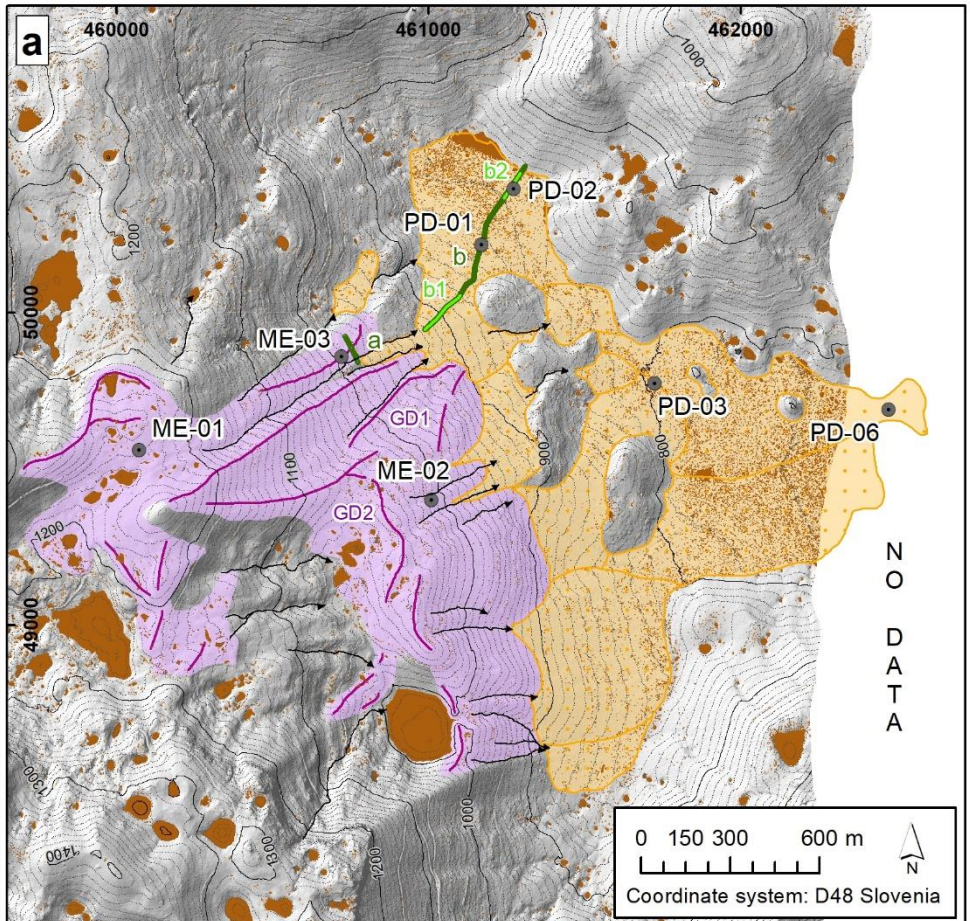 a
460000
461000
462000
1000
b2
PD-02
PD-01
1200
b
b1
50000
ME-03
a
PD-03
PD-06
GD1
ME-01
900
800
1100
ME-02
GD2
1200
NO DATA
49000
1300
1000
1300
1200
1400
0 150 300 600 m
N
Coordinate system: D48 Slovenia